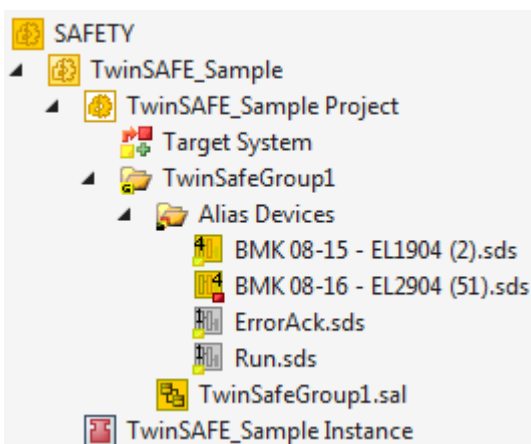 SAFETY
TwinSAFE_Sample
TwinSAFE_Sample Project
Target System
TwinSafeGroup1
Alias Devices
BMK 08-15 - EL1904 (2).sds
BMK 08-16 - EL2904 (51).sds
ErrorAck.sds
Run.sds
TwinSafeGroup1.sal
TwinSAFE_Sample Instance